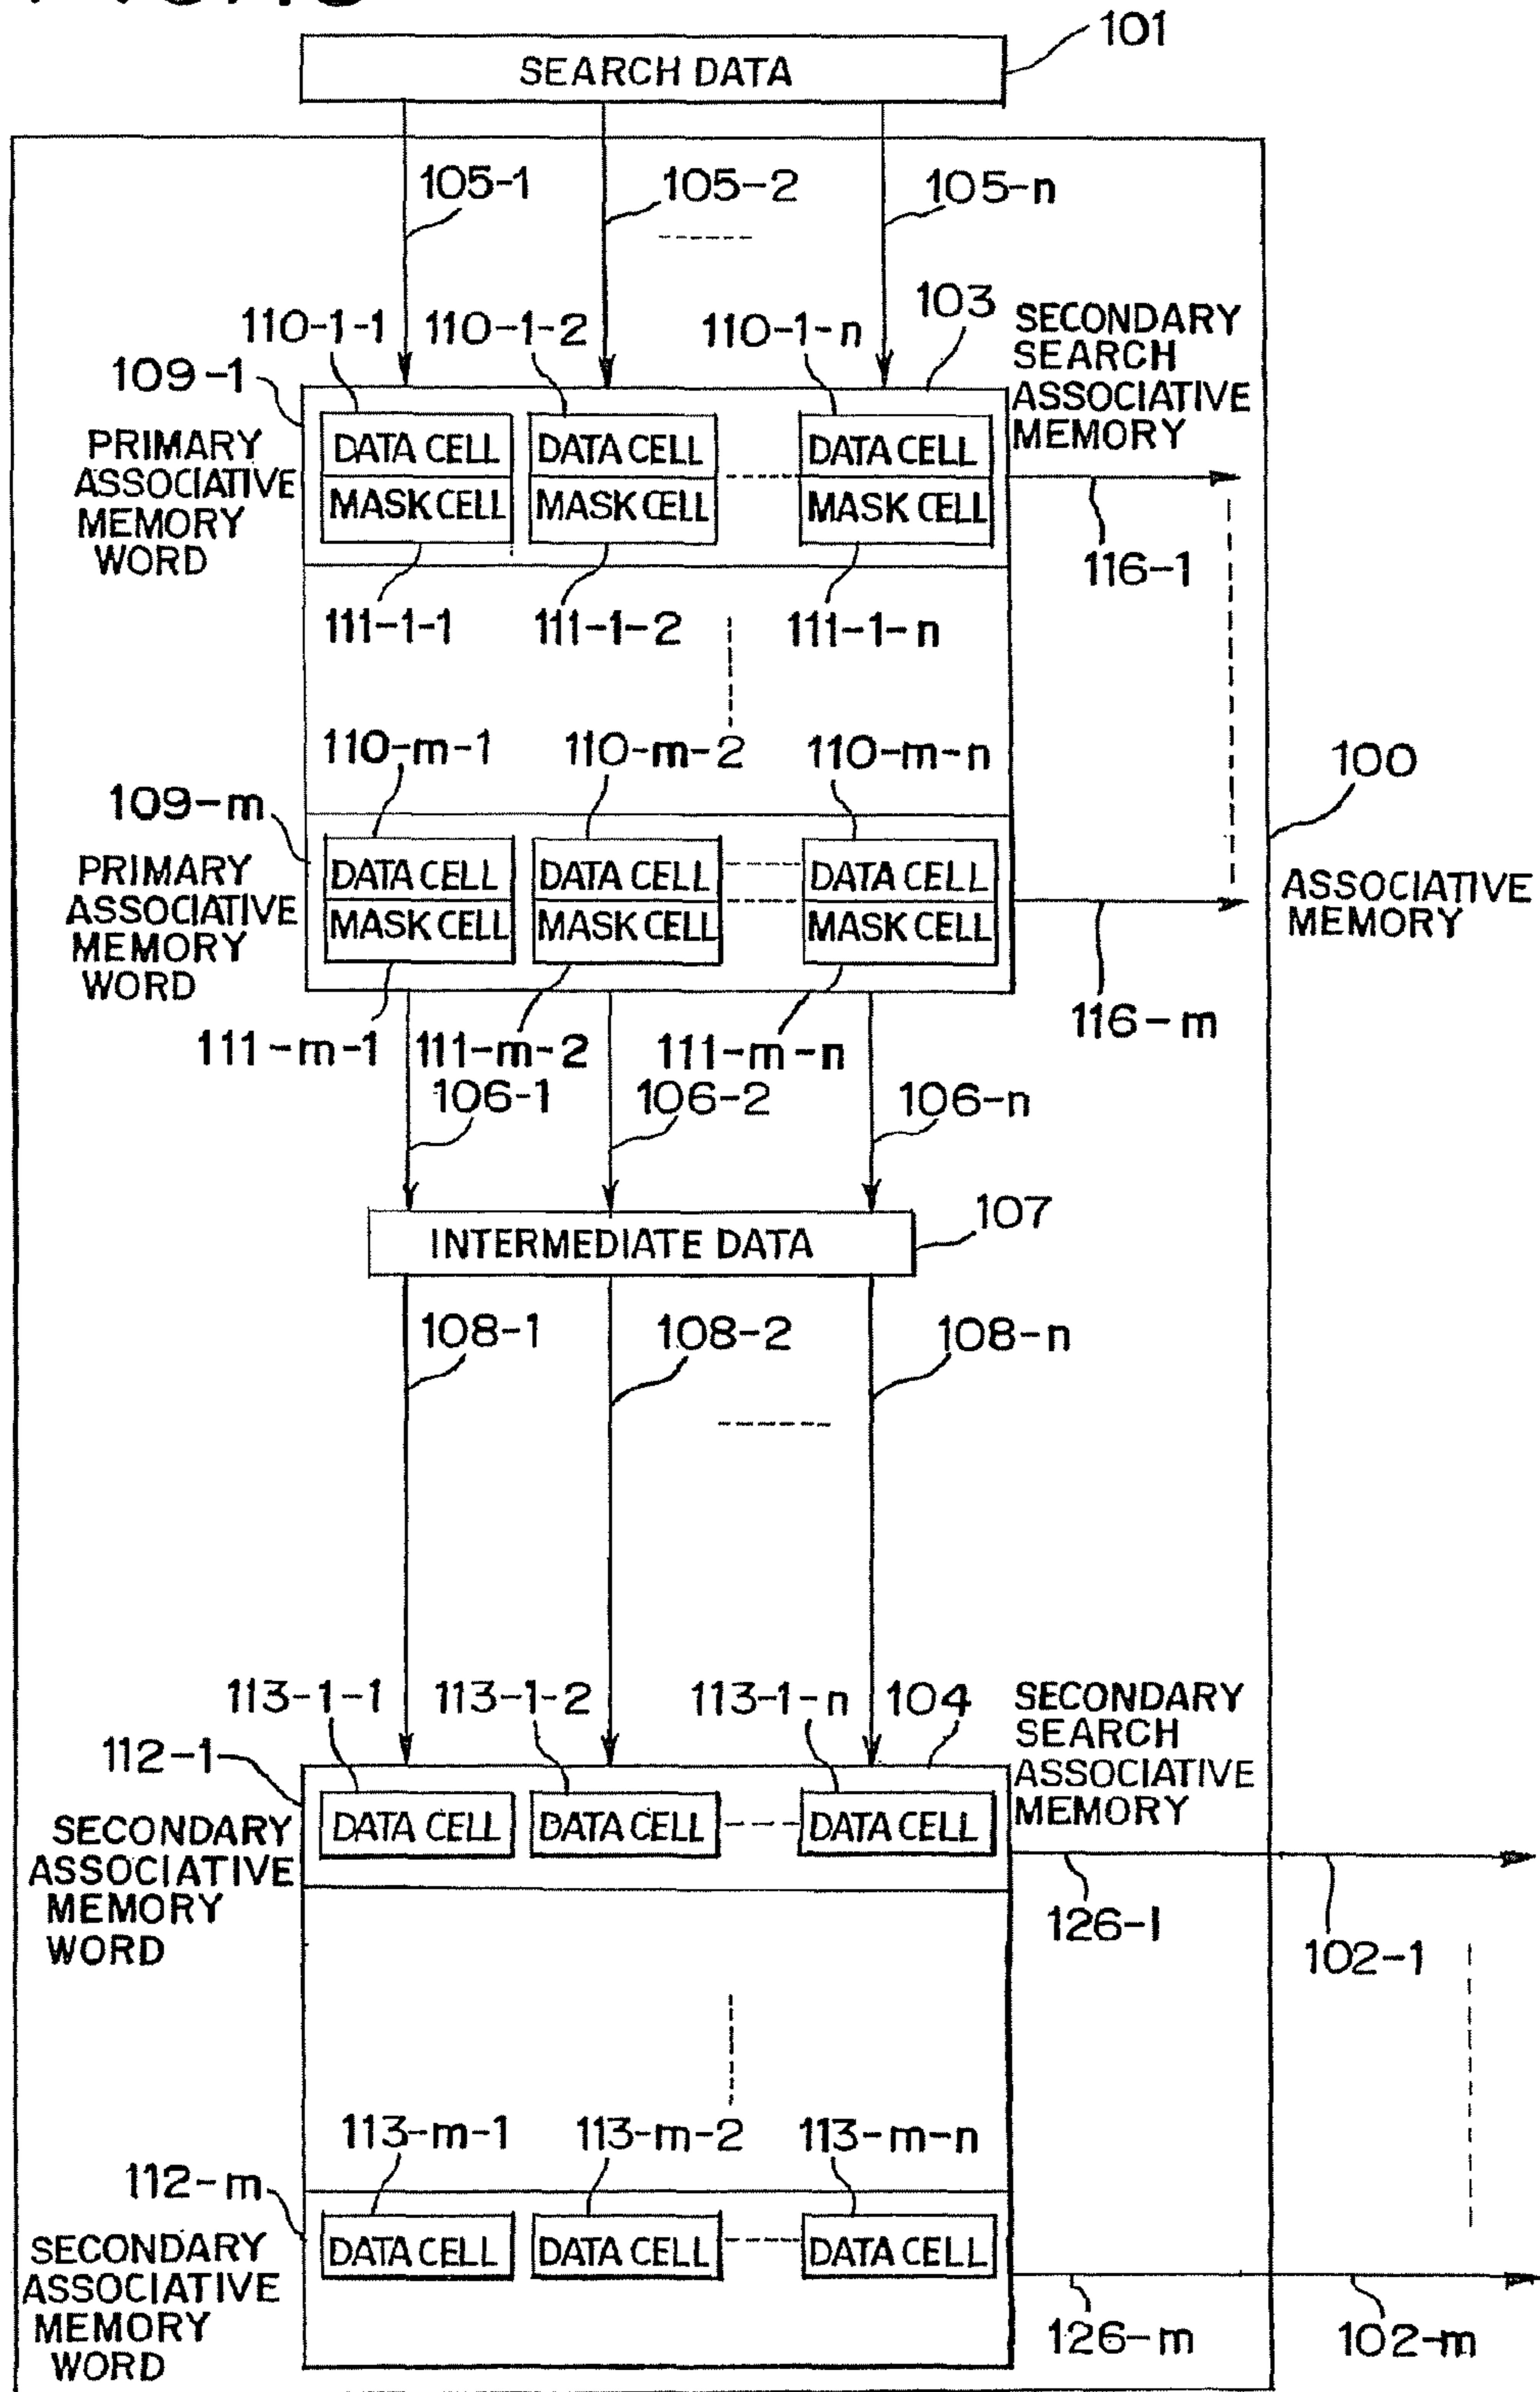 SEARCH DATA
101
105-1
105-2
105-n
103
SECONDARY
SEARCH
ASSOCIATIVE
MEMORY
110-1-1
110-1-2
110-1-n
109-1
PRIMARY
ASSOCIATIVE
MEMORY
WORD
DATA CELL
MASK CELL
DATA CELL
MASK CELL
DATA CELL
MASK CELL
116-1
111-1-1
111-1-2
111-1-n
110-m-1
110-m-2
110-m-n
100
ASSOCIATIVE
MEMORY
109-m
PRIMARY
ASSOCIATIVE
MEMORY
WORD
DATA CELL
MASK CELL
DATA CELL
MASK CELL
DATA CELL
MASK CELL
116-m
111-m-1
111-m-2
111-m-n
106-1
106-2
106-n
INTERMEDIATE DATA
107
108-1
108-2
108-n
113-1-1
113-1-2
113-1-n
104
SECONDARY
SEARCH
ASSOCIATIVE
MEMORY
112-1
SECONDARY
ASSOCIATIVE
MEMORY
WORD
DATA CELL
DATA CELL
DATA CELL
126-1
102-1
113-m-1
113-m-2
113-m-n
112-m
SECONDARY
ASSOCIATIVE
MEMORY
WORD
DATA CELL
DATA CELL
DATA CELL
126-m
102-m